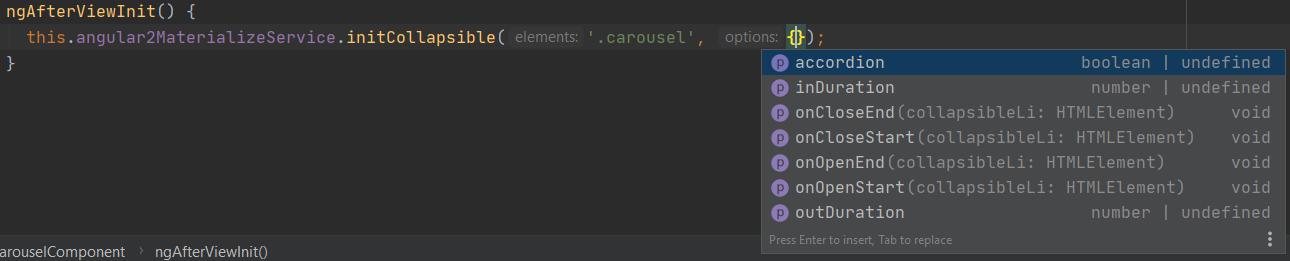 ngAfterViewInit() {
this.angular2MaterializeService.initCollapsible( elements: '.carousel', options: {});
}
p accordion boolean | undefined
p inDuration number | undefined
p onCloseEnd(collapsibleLi: HTMLElement) void
p onCloseStart(collapsibleLi: HTMLElement) void
p onOpenEnd(collapsibleLi: HTMLElement) void
p onOpenStart(collapsibleLi: HTMLElement) void
p outDuration number | undefined
Press Enter to insert, Tab to replace
arouselComponent › ngAfterViewInit()